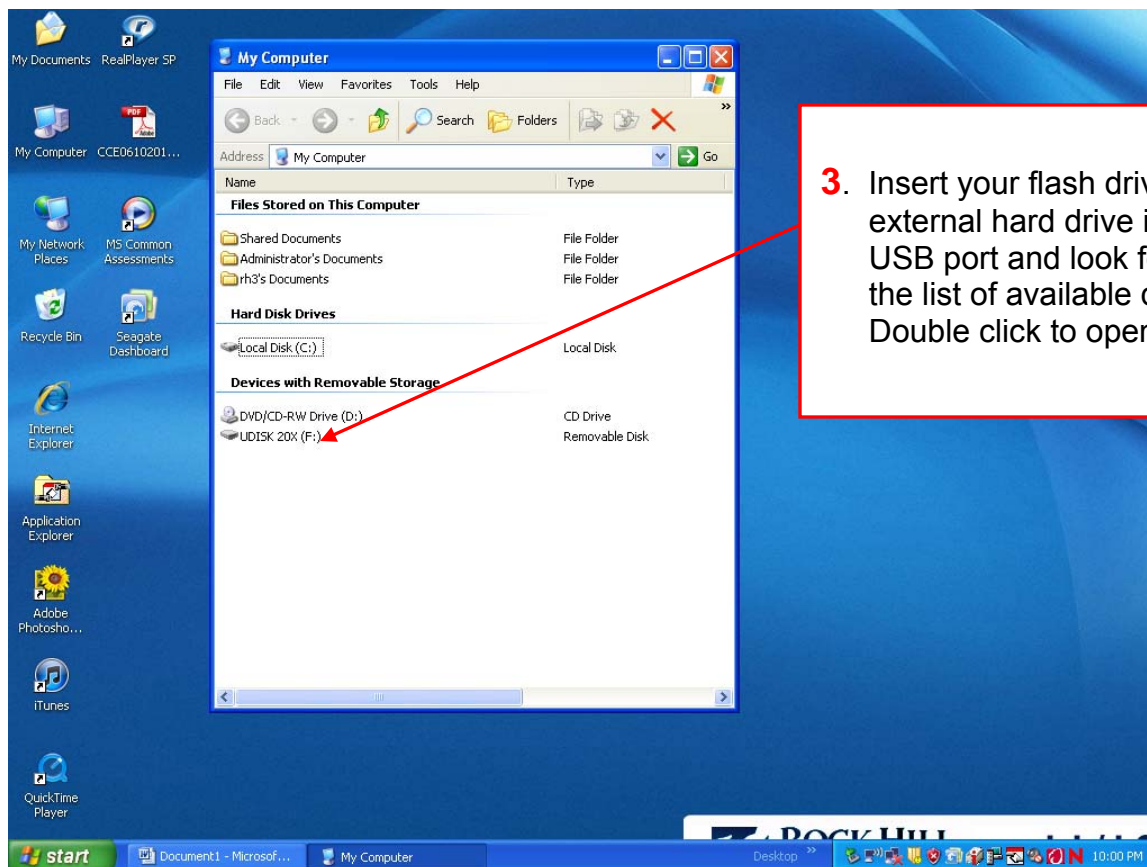 My Documents
RealPlayer SP
My Computer
CCE0610201...
My Network
Places
MS Common
Assessments
Recycle Bin
Seagate
Dashboard
Internet
Explorer
Application
Explorer
Adobe
Photosho...
iTunes
QuickTime
Player
My Computer
File Edit View Favorites Tools Help
Back Search Folders »
Address My Computer Go
Name Type
Files Stored on This Computer
Shared Documents File Folder
Administrator's Documents File Folder
rh3's Documents File Folder
Hard Disk Drives
Local Disk (C:) Local Disk
Devices with Removable Storage
DVD/CD-RW Drive (D:) CD Drive
UDISK 20X (F:) Removable Disk
3. Insert your flash driv
external hard drive i
USB port and look f
the list of available
Double click to open
ROCK HILL
start Document1 - Microsof... My Computer Desktop » 10:00 PM